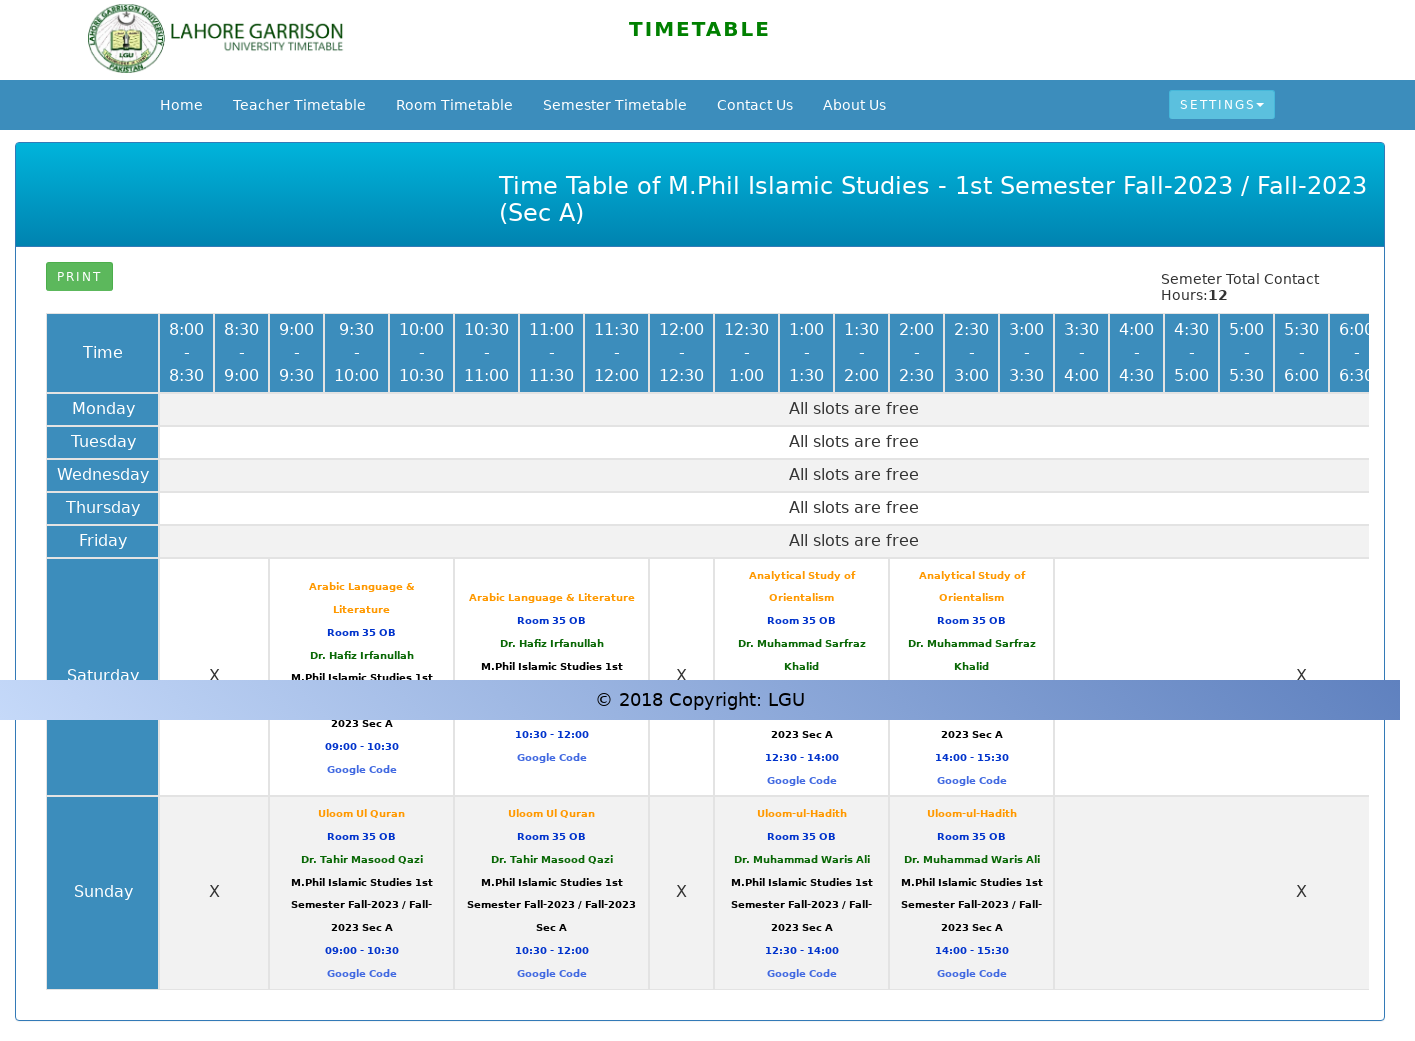 LAHORE GARRISON
UNIVERSITY TIMETABLE
TIMETABLE
Home Teacher Timetable Room Timetable Semester Timetable Contact Us About Us SETTINGS
Time Table of M.Phil Islamic Studies - 1st Semester Fall-2023 / Fall-2023
(Sec A)
PRINT
Semeter Total Contact
Hours:12
Time
8:00 - 8:30
8:30 - 9:00
9:00 - 9:30
9:30 - 10:00
10:00 - 10:30
10:30 - 11:00
11:00 - 11:30
11:30 - 12:00
12:00 - 12:30
12:30 - 1:00
1:00 - 1:30
1:30 - 2:00
2:00 - 2:30
2:30 - 3:00
3:00 - 3:30
3:30 - 4:00
4:00 - 4:30
4:30 - 5:00
5:00 - 5:30
5:30 - 6:00
6:00 - 6:30
Monday All slots are free
Tuesday All slots are free
Wednesday All slots are free
Thursday All slots are free
Friday All slots are free
Saturday
X
Arabic Language &
Literature
Room 35 OB
Dr. Hafiz Irfanullah
M.Phil Islamic Studies 1st
2023 Sec A
09:00 - 10:30
Google Code
Arabic Language & Literature
Room 35 OB
Dr. Hafiz Irfanullah
M.Phil Islamic Studies 1st
10:30 - 12:00
Google Code
X
Analytical Study of
Orientalism
Room 35 OB
Dr. Muhammad Sarfraz
Khalid
2023 Sec A
12:30 - 14:00
Google Code
Analytical Study of
Orientalism
Room 35 OB
Dr. Muhammad Sarfraz
Khalid
2023 Sec A
14:00 - 15:30
Google Code
X
© 2018 Copyright: LGU
Sunday
X
Uloom Ul Quran
Room 35 OB
Dr. Tahir Masood Qazi
M.Phil Islamic Studies 1st
Semester Fall-2023 / Fall-
2023 Sec A
09:00 - 10:30
Google Code
Uloom Ul Quran
Room 35 OB
Dr. Tahir Masood Qazi
M.Phil Islamic Studies 1st
Semester Fall-2023 / Fall-2023
Sec A
10:30 - 12:00
Google Code
X
Uloom-ul-Hadith
Room 35 OB
Dr. Muhammad Waris Ali
M.Phil Islamic Studies 1st
Semester Fall-2023 / Fall-
2023 Sec A
12:30 - 14:00
Google Code
Uloom-ul-Hadith
Room 35 OB
Dr. Muhammad Waris Ali
M.Phil Islamic Studies 1st
Semester Fall-2023 / Fall-
2023 Sec A
14:00 - 15:30
Google Code
X